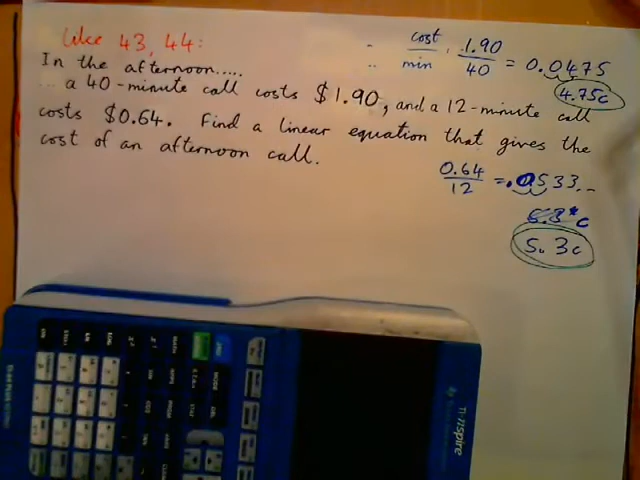 Like 43, 44:
In the afternoon.....
... a 40-minute call costs $1.90, and a 12-minute call
costs $0.64. Find a linear equation that gives the
cost of an afternoon call.
cost/min : 1.90/40 = 0.0475
4.75c
0.64/12 = .0533...
5.3c
TI-nspire